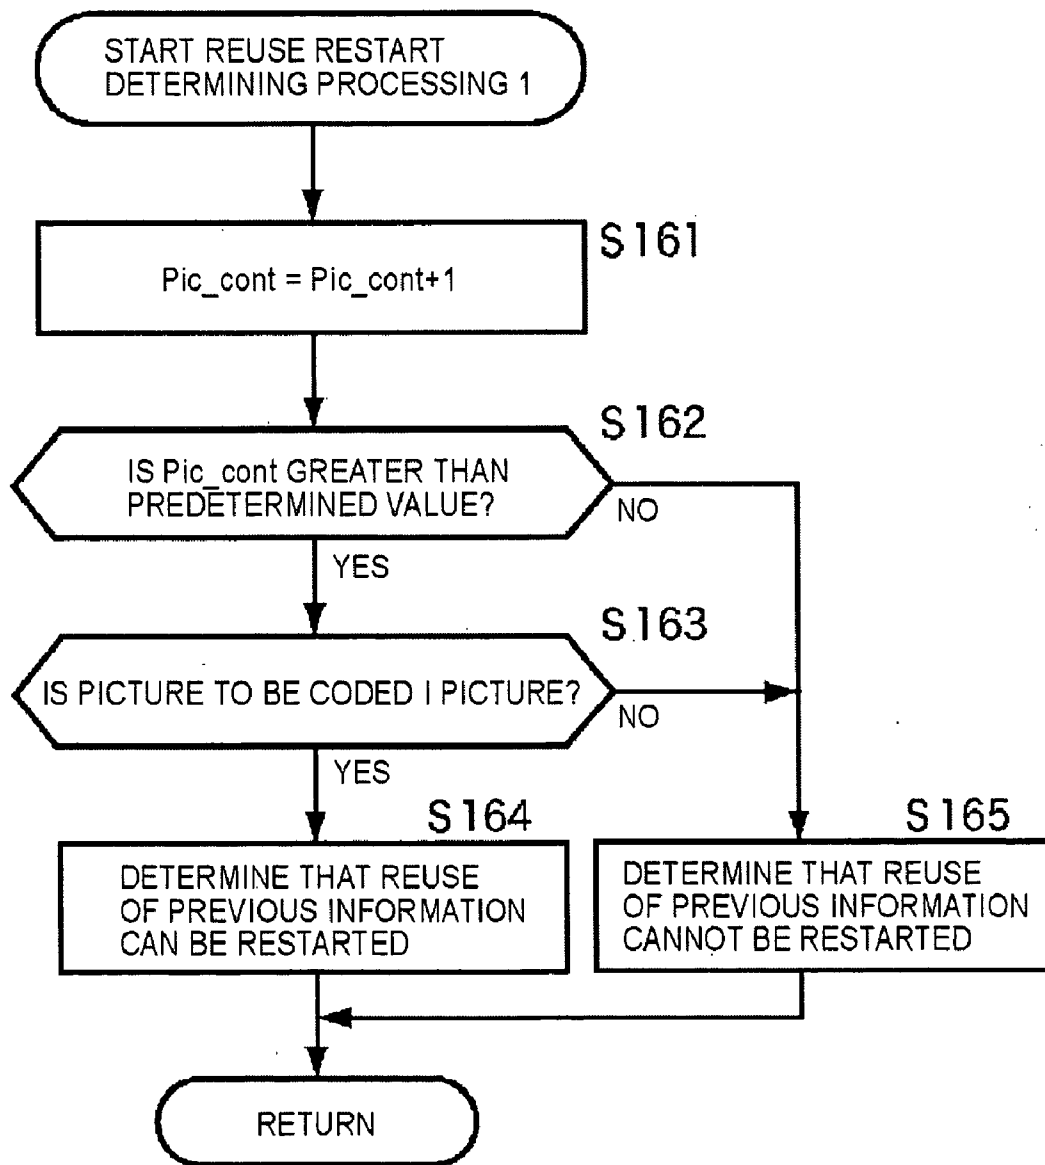 START REUSE RESTART
DETERMINING PROCESSING 1
S161
Pic_cont = Pic_cont+1
S162
IS Pic_cont GREATER THAN
PREDETERMINED VALUE?
NO
YES
S163
IS PICTURE TO BE CODED I PICTURE?
NO
YES
S164
DETERMINE THAT REUSE
OF PREVIOUS INFORMATION
CAN BE RESTARTED
S165
DETERMINE THAT REUSE
OF PREVIOUS INFORMATION
CANNOT BE RESTARTED
RETURN